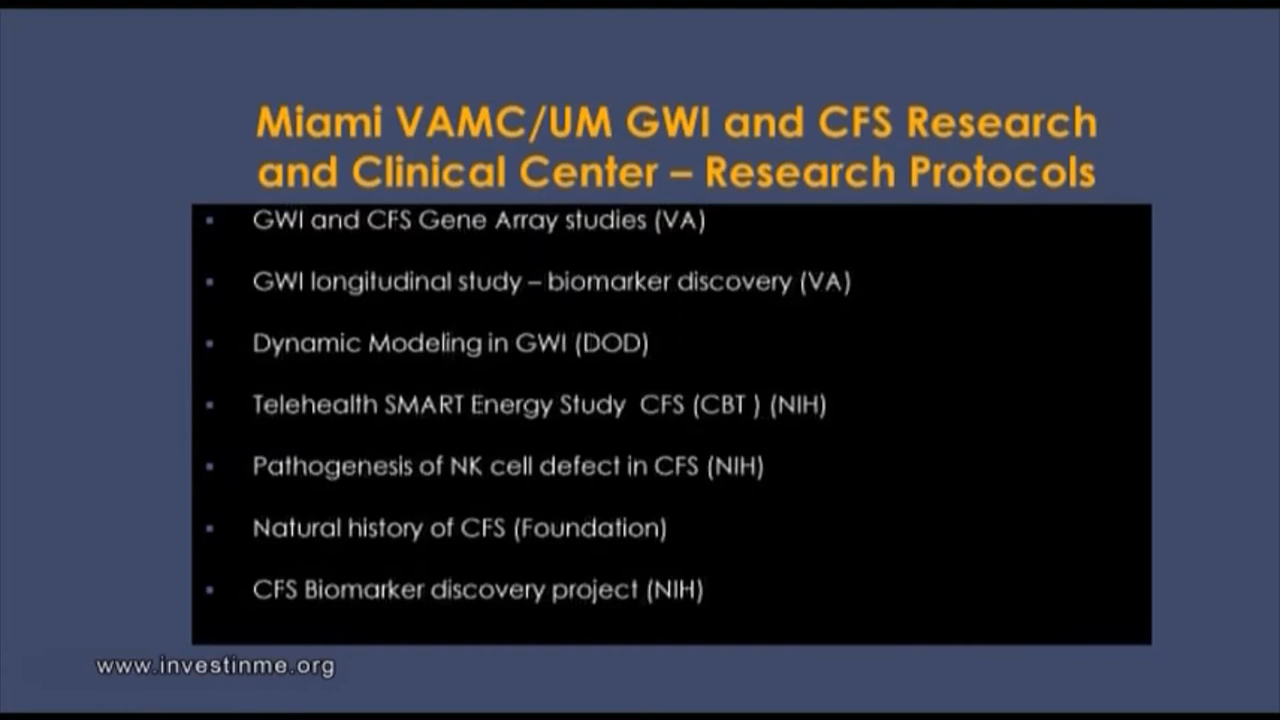 Miami VAMC/UM GWI and CFS Research
and Clinical Center – Research Protocols
▪ GWI and CFS Gene Array studies (VA)
▪ GWI longitudinal study – biomarker discovery (VA)
▪ Dynamic Modeling in GWI (DOD)
▪ Telehealth SMART Energy Study  CFS (CBT ) (NIH)
▪ Pathogenesis of NK cell defect in CFS (NIH)
▪ Natural history of CFS (Foundation)
▪ CFS Biomarker discovery project (NIH)
www.investinme.org